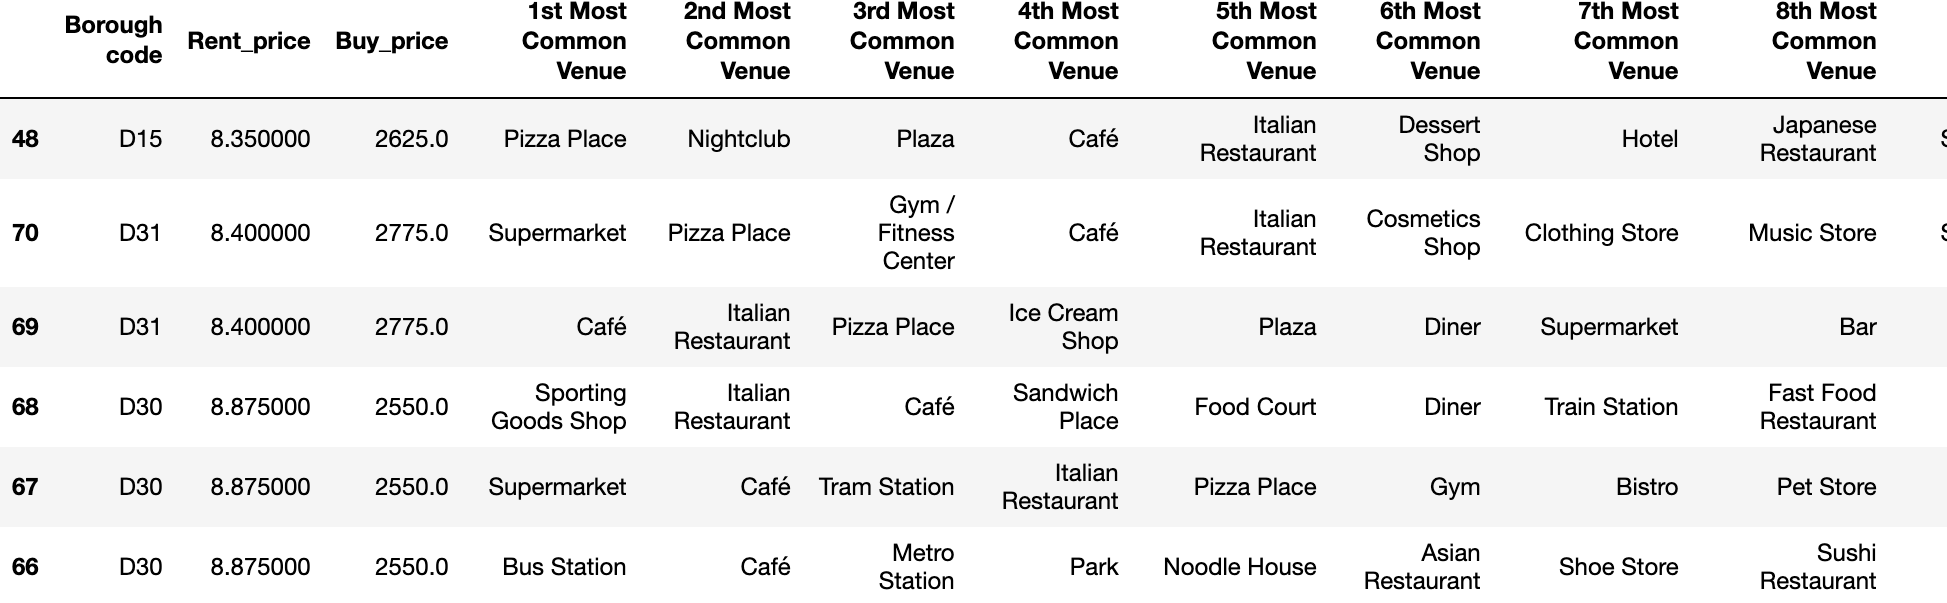 Borough code Rent_price Buy_price 1st Most Common Venue 2nd Most Common Venue 3rd Most Common Venue 4th Most Common Venue 5th Most Common Venue 6th Most Common Venue 7th Most Common Venue 8th Most Common Venue
48 D15 8.350000 2625.0 Pizza Place Nightclub Plaza Café Italian Restaurant Dessert Shop Hotel Japanese Restaurant
70 D31 8.400000 2775.0 Supermarket Pizza Place Gym / Fitness Center Café Italian Restaurant Cosmetics Shop Clothing Store Music Store
69 D31 8.400000 2775.0 Café Italian Restaurant Pizza Place Ice Cream Shop Plaza Diner Supermarket Bar
68 D30 8.875000 2550.0 Sporting Goods Shop Italian Restaurant Café Sandwich Place Food Court Diner Train Station Fast Food Restaurant
67 D30 8.875000 2550.0 Supermarket Café Tram Station Italian Restaurant Pizza Place Gym Bistro Pet Store
66 D30 8.875000 2550.0 Bus Station Café Metro Station Park Noodle House Asian Restaurant Shoe Store Sushi Restaurant